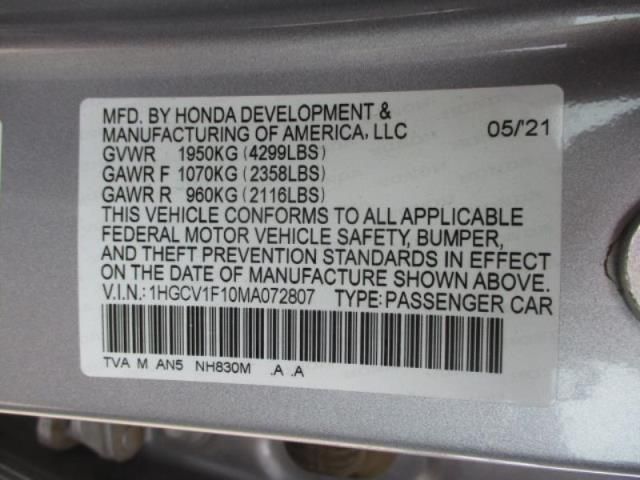 MFD. BY HONDA DEVELOPMENT &
MANUFACTURING OF AMERICA, LLC 05/'21
GVWR 1950KG (4299LBS)
GAWR F 1070KG (2358LBS)
GAWR R 960KG (2116LBS)
THIS VEHICLE CONFORMS TO ALL APPLICABLE
FEDERAL MOTOR VEHICLE SAFETY, BUMPER,
AND THEFT PREVENTION STANDARDS IN EFFECT
ON THE DATE OF MANUFACTURE SHOWN ABOVE.
V.I.N.: 1HGCV1F10MA072807 TYPE: PASSENGER CAR
TVA M AN5 NH830M .A .A